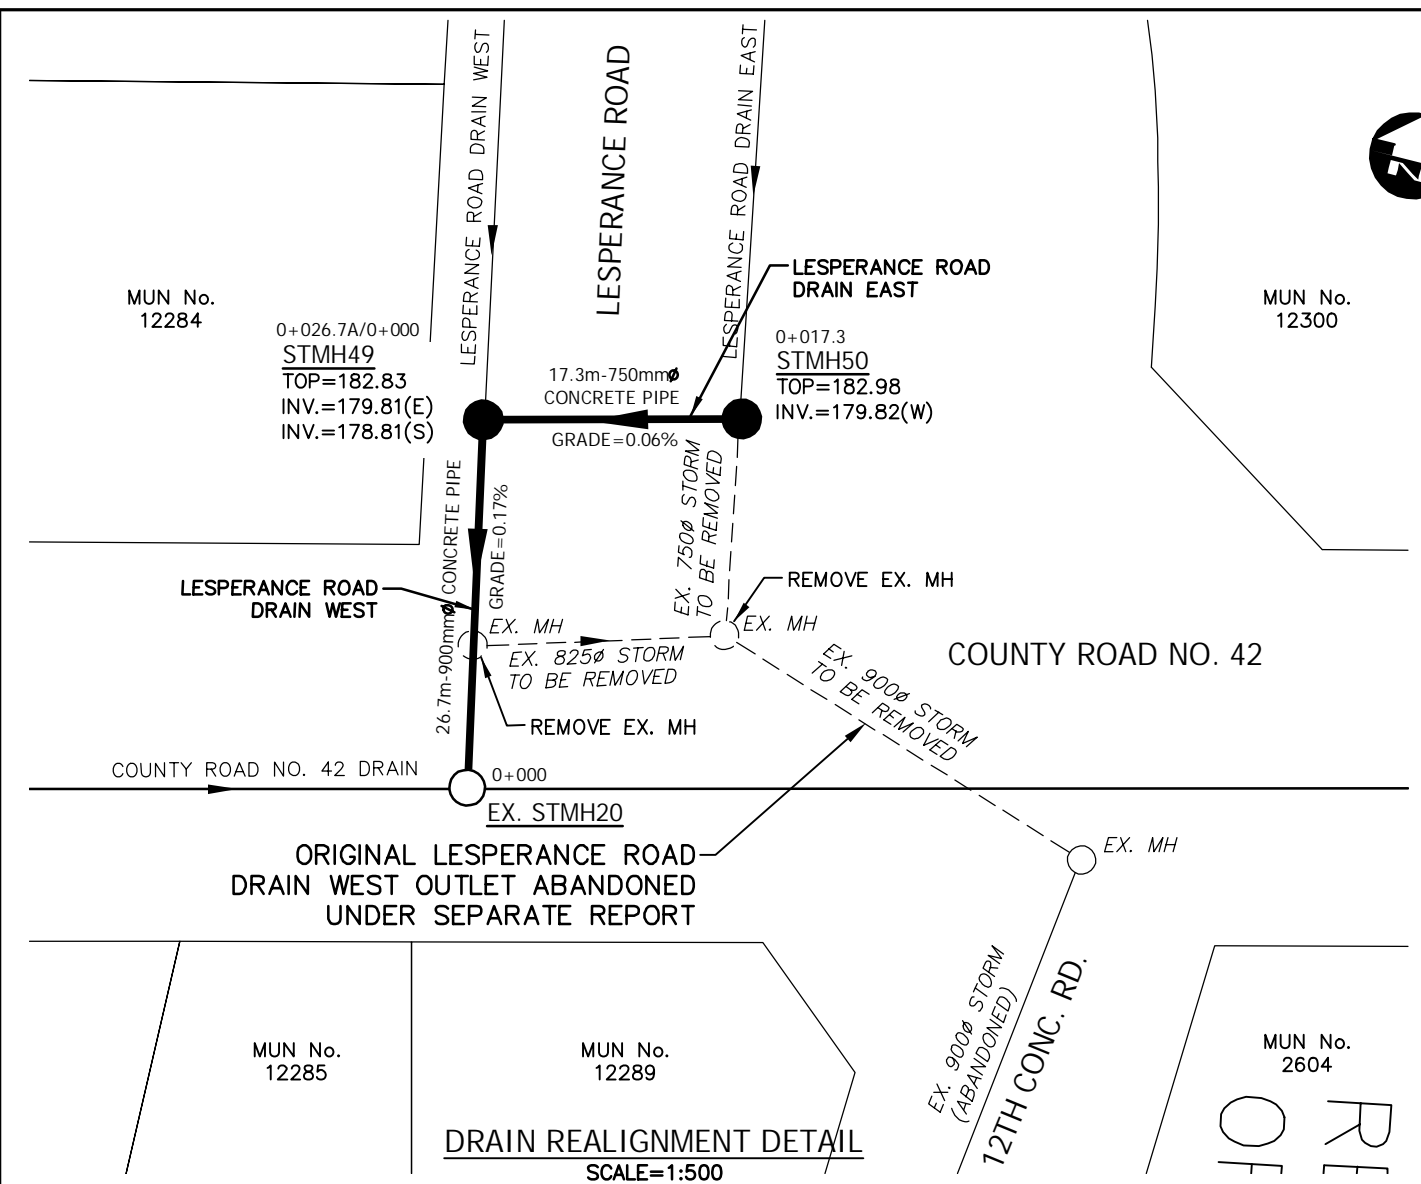 LESPERANCE ROAD DRAIN WEST
LESPERANCE ROAD
LESPERANCE ROAD DRAIN EAST
LESPERANCE ROAD
DRAIN EAST
MUN No.
12284
MUN No.
12300
0+026.7A/0+000
STMH49
TOP=182.83
INV.=179.81(E)
INV.=178.81(S)
17.3m-750mmø
CONCRETE PIPE
GRADE=0.06%
0+017.3
STMH50
TOP=182.98
INV.=179.82(W)
26.7m-900mmø CONCRETE PIPE
GRADE=0.17%
EX. 750ø STORM
TO BE REMOVED
LESPERANCE ROAD
DRAIN WEST
REMOVE EX. MH
EX. MH
EX. MH
EX. 825ø STORM
TO BE REMOVED
REMOVE EX. MH
EX. 900ø STORM
TO BE REMOVED
COUNTY ROAD NO. 42
COUNTY ROAD NO. 42 DRAIN
0+000
EX. STMH20
ORIGINAL LESPERANCE ROAD
DRAIN WEST OUTLET ABANDONED
UNDER SEPARATE REPORT
EX. MH
EX. 900ø STORM
(ABANDONED)
12TH CONC. RD.
MUN No.
12285
MUN No.
12289
MUN No.
2604
DRAIN REALIGNMENT DETAIL
SCALE=1:500